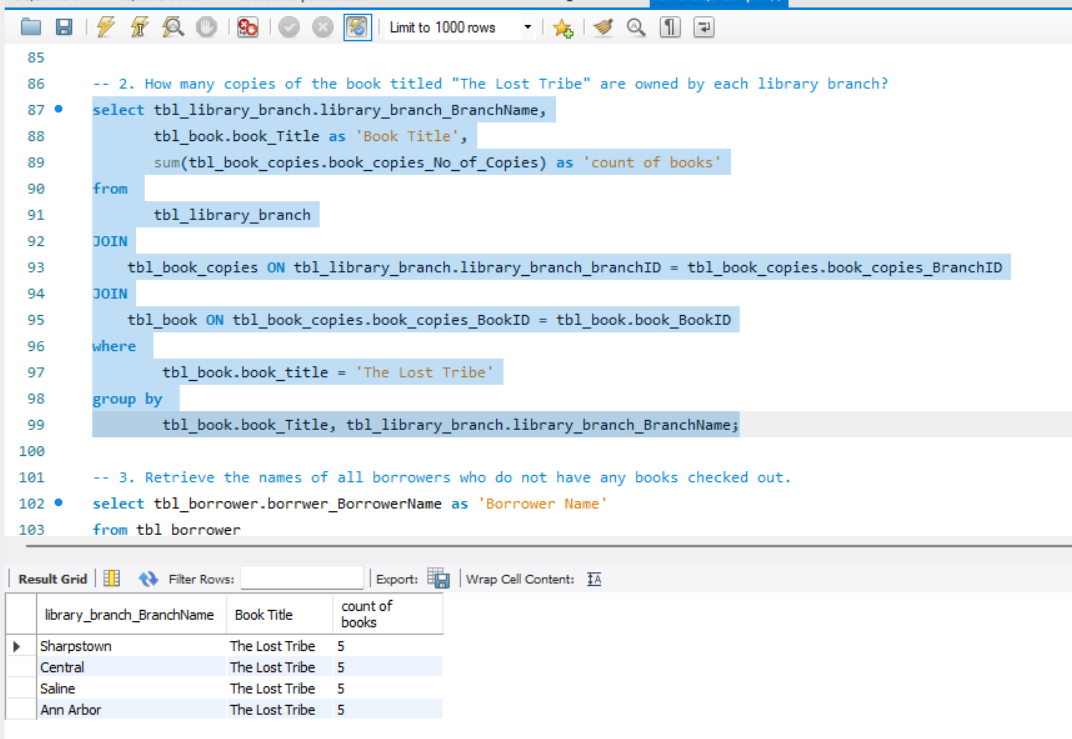 Limit to 1000 rows
85
86 -- 2. How many copies of the book titled "The Lost Tribe" are owned by each library branch?
87 select tbl_library_branch.library_branch_BranchName,
88 tbl_book.book_Title as 'Book Title',
89 sum(tbl_book_copies.book_copies_No_of_Copies) as 'count of books'
90 from
91 tbl_library_branch
92 JOIN
93 tbl_book_copies ON tbl_library_branch.library_branch_branchID = tbl_book_copies.book_copies_BranchID
94 JOIN
95 tbl_book ON tbl_book_copies.book_copies_BookID = tbl_book.book_BookID
96 where
97 tbl_book.book_title = 'The Lost Tribe'
98 group by
99 tbl_book.book_Title, tbl_library_branch.library_branch_BranchName;
100
101 -- 3. Retrieve the names of all borrowers who do not have any books checked out.
102 select tbl_borrower.borrwer_BorrowerName as 'Borrower Name'
103 from tbl_borrower
Result Grid Filter Rows: Export: Wrap Cell Content:
library_branch_BranchName Book Title count of books
Sharpstown The Lost Tribe 5
Central The Lost Tribe 5
Saline The Lost Tribe 5
Ann Arbor The Lost Tribe 5